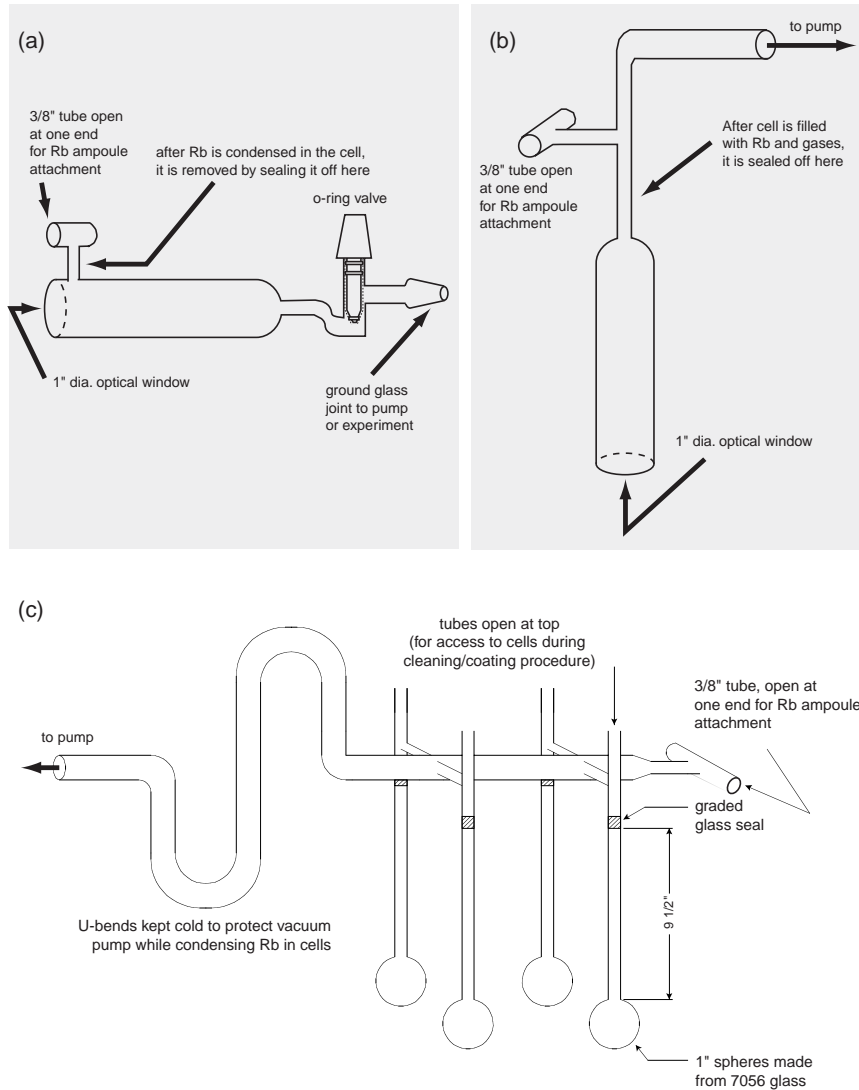 (a)
3/8" tube open
at one end
for Rb ampoule
attachment
after Rb is condensed in the cell,
it is removed by sealing it off here
o-ring valve
1" dia. optical window
ground glass
joint to pump
or experiment
(b)
to pump
3/8" tube open
at one end
for Rb ampoule
attachment
After cell is filled
with Rb and gases,
it is sealed off here
1" dia. optical window
(c)
tubes open at top
(for access to cells during
cleaning/coating procedure)
3/8" tube, open at
one end for Rb ampoule
attachment
to pump
graded
glass seal
9 1/2"
U-bends kept cold to protect vacuum
pump while condensing Rb in cells
1" spheres made
from 7056 glass